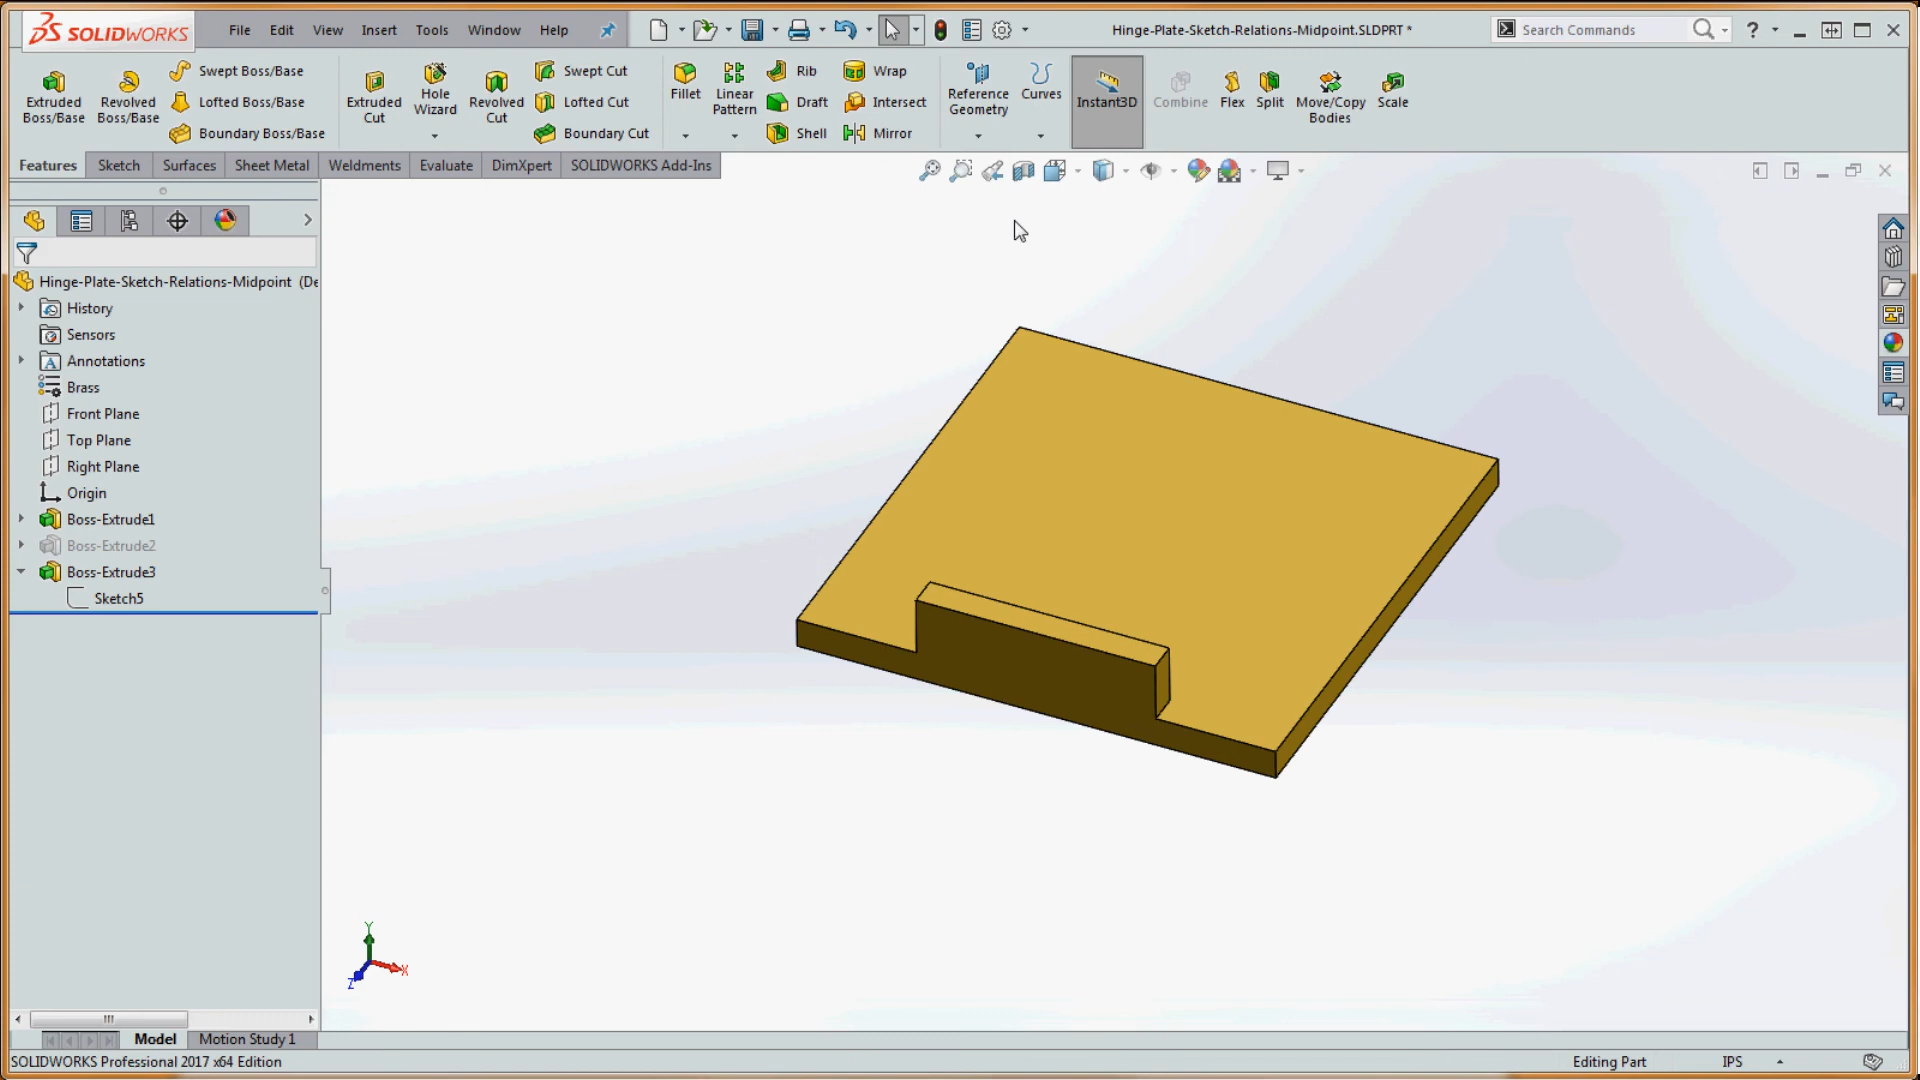 SOLIDWORKS File Edit View Insert Tools Window Help Hinge-Plate-Sketch-Relations-Midpoint.SLDPRT * Search Commands ?
Extruded Boss/Base
Revolved Boss/Base
Swept Boss/Base
Lofted Boss/Base
Boundary Boss/Base
Extruded Cut
Hole Wizard
Revolved Cut
Swept Cut
Lofted Cut
Boundary Cut
Fillet
Linear Pattern
Rib
Draft
Shell
Wrap
Intersect
Mirror
Reference Geometry
Curves
Instant3D
Combine
Flex
Split
Move/Copy Bodies
Scale
Features Sketch Surfaces Sheet Metal Weldments Evaluate DimXpert SOLIDWORKS Add-Ins
Hinge-Plate-Sketch-Relations-Midpoint (De
History
Sensors
A Annotations
Brass
Front Plane
Top Plane
Right Plane
Origin
Boss-Extrude1
Boss-Extrude2
Boss-Extrude3
Sketch5
Y
X
Z
Model Motion Study 1
SOLIDWORKS Professional 2017 x64 Edition Editing Part IPS